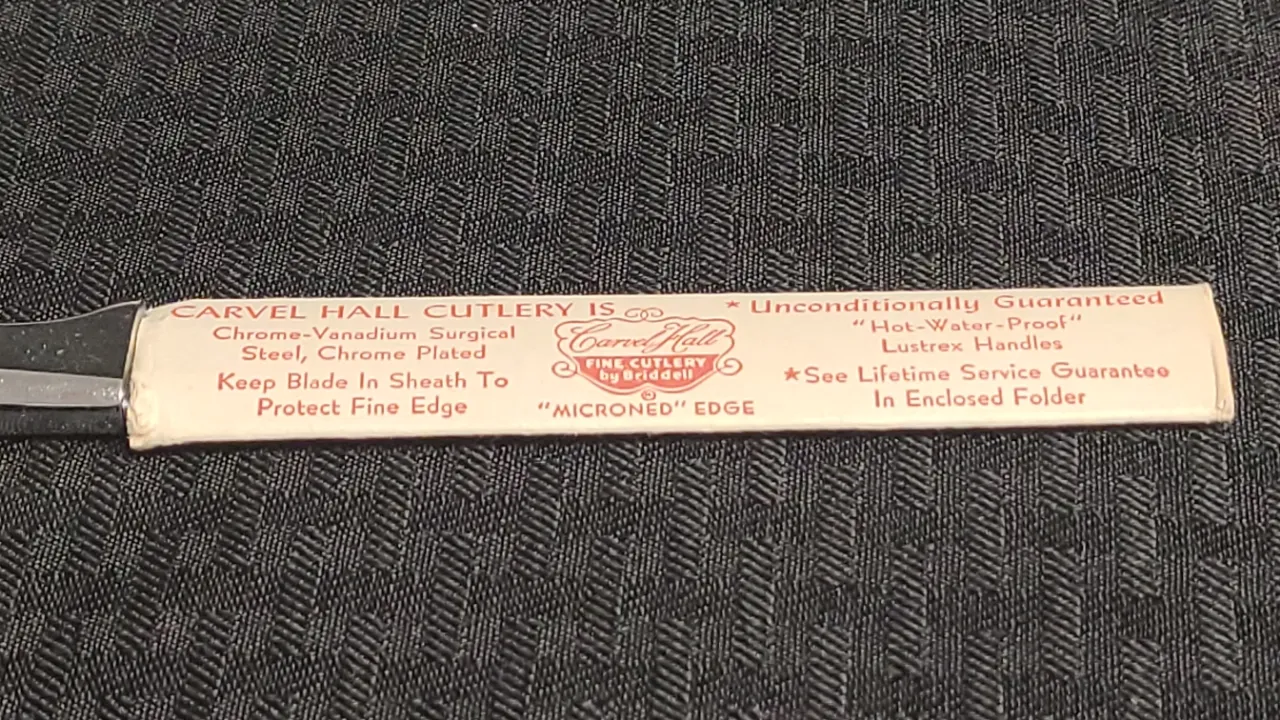 CARVEL HALL CUTLERY IS
Chrome-Vanadium Surgical
Steel, Chrome Plated
Keep Blade In Sheath To
Protect Fine Edge
Carvel Hall
FINE CUTLERY
by Briddell
"MICRONED" EDGE
★ Unconditionally Guaranteed
"Hot-Water-Proof"
Lustrex Handles
★See Lifetime Service Guarantee
In Enclosed Folder